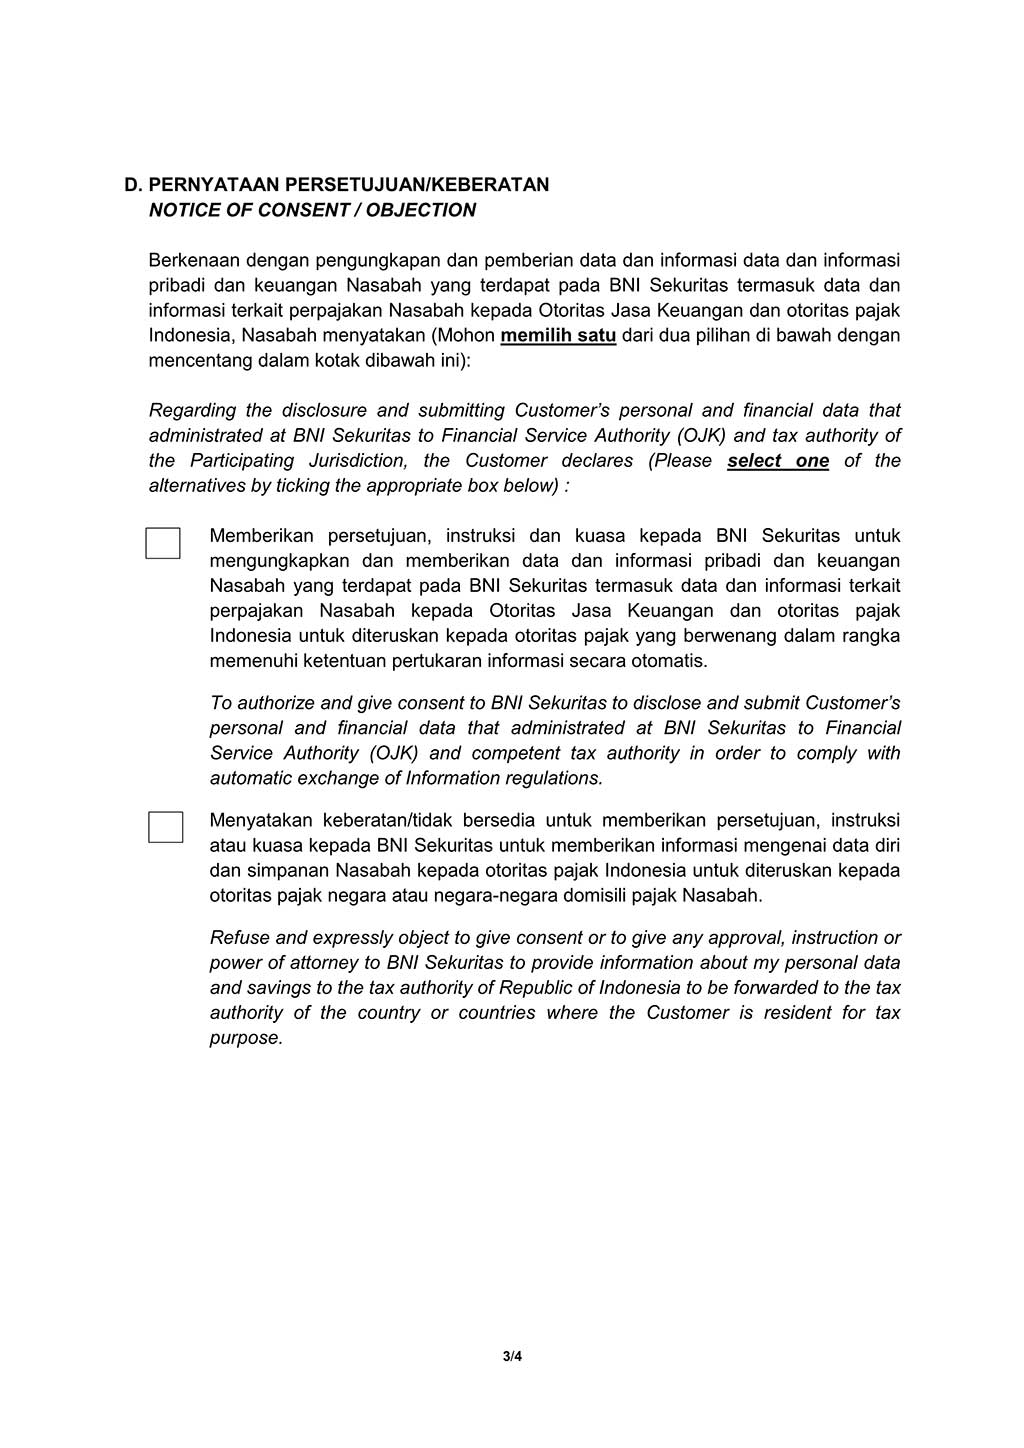 D. PERNYATAAN PERSETUJUAN/KEBERATAN
NOTICE OF CONSENT / OBJECTION
Berkenaan dengan pengungkapan dan pemberian data dan informasi data dan informasi
pribadi dan keuangan Nasabah yang terdapat pada BNI Sekuritas termasuk data dan
informasi terkait perpajakan Nasabah kepada Otoritas Jasa Keuangan dan otoritas pajak
Indonesia, Nasabah menyatakan (Mohon memilih satu dari dua pilihan di bawah dengan
mencentang dalam kotak dibawah ini):
Regarding the disclosure and submitting Customer’s personal and financial data that
administrated at BNI Sekuritas to Financial Service Authority (OJK) and tax authority of
the Participating Jurisdiction, the Customer declares (Please select one of the
alternatives by ticking the appropriate box below) :
Memberikan persetujuan, instruksi dan kuasa kepada BNI Sekuritas untuk
mengungkapkan dan memberikan data dan informasi pribadi dan keuangan
Nasabah yang terdapat pada BNI Sekuritas termasuk data dan informasi terkait
perpajakan Nasabah kepada Otoritas Jasa Keuangan dan otoritas pajak
Indonesia untuk diteruskan kepada otoritas pajak yang berwenang dalam rangka
memenuhi ketentuan pertukaran informasi secara otomatis.
To authorize and give consent to BNI Sekuritas to disclose and submit Customer’s
personal and financial data that administrated at BNI Sekuritas to Financial
Service Authority (OJK) and competent tax authority in order to comply with
automatic exchange of Information regulations.
Menyatakan keberatan/tidak bersedia untuk memberikan persetujuan, instruksi
atau kuasa kepada BNI Sekuritas untuk memberikan informasi mengenai data diri
dan simpanan Nasabah kepada otoritas pajak Indonesia untuk diteruskan kepada
otoritas pajak negara atau negara-negara domisili pajak Nasabah.
Refuse and expressly object to give consent or to give any approval, instruction or
power of attorney to BNI Sekuritas to provide information about my personal data
and savings to the tax authority of Republic of Indonesia to be forwarded to the tax
authority of the country or countries where the Customer is resident for tax
purpose.
3/4